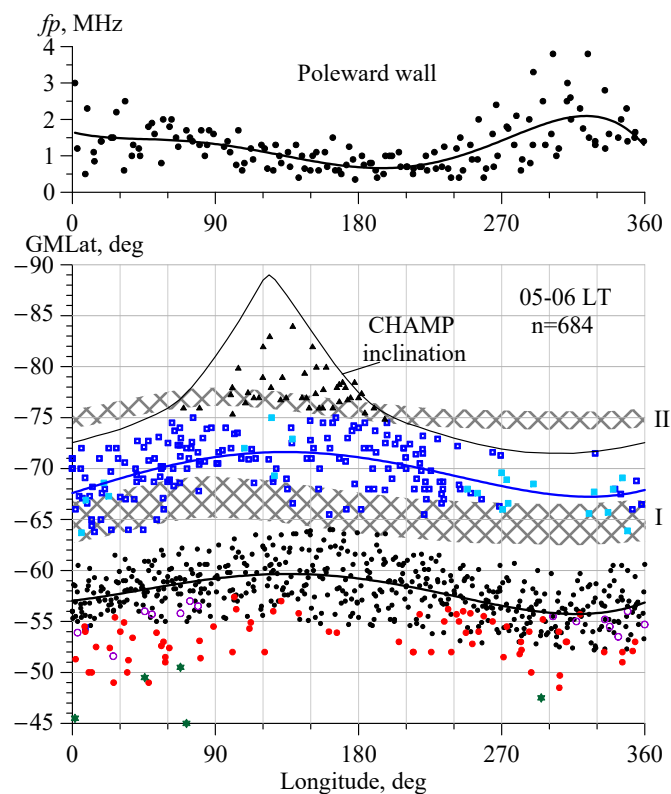 fp, MHz
4
3
2
1
0
Poleward wall
0
90
180
270
360
GMLat, deg
−90
−85
−80
−75
−70
−65
−60
−55
−50
−45
05-06 LT
n=684
CHAMP
inclination
II
I
0
90
180
270
360
Longitude, deg